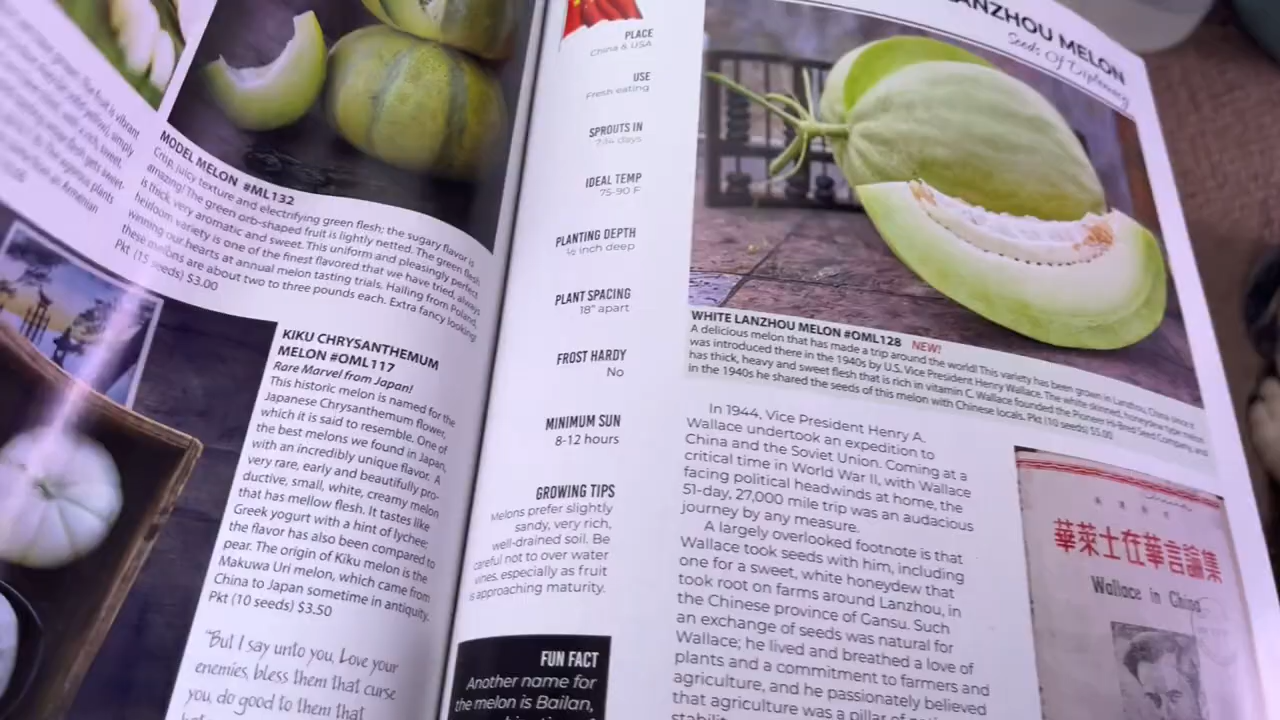 the fruit is, vibrant
yellow), simply
rich, sweet.
gets sweet
plants
an Armenian
MODEL MELON #ML132
Crisp, juicy texture and electrifying green flesh; the sugary flavor is
amazing! The green orb-shaped fruit is lightly netted. The green flesh
is thick, very aromatic and sweet. This uniform and pleasingly perfect
heirloom variety is one of the finest flavored that we have tried, always
winning our hearts at annual melon tasting trials. Hailing from Poland,
these melons are about two to three pounds each. Extra fancy looking!
Pkt (15 seeds) $3.00
KIKU CHRYSANTHEMUM
MELON #OML117
Rare Marvel from Japan!
This historic melon is named for the
Japanese Chrysanthemum flower,
which it is said to resemble. One of
the best melons we found in Japan,
with an incredibly unique flavor. A
very rare, early and beautifully pro-
ductive, small, white, creamy melon
that has mellow flesh. It tastes like
Greek yogurt with a hint of lychee;
the flavor has also been compared to
pear. The origin of Kiku melon is the
Makuwa Uri melon, which came from
China to Japan sometime in antiquity.
Pkt (10 seeds) $3.50
"But I say unto you, Love your
enemies, bless them that curse
you, do good to them that
PLACE
China & USA
USE
Fresh eating
SPROUTS IN
days
IDEAL TEMP
75-90 F
PLANTING DEPTH
½ inch deep
PLANT SPACING
18" apart
FROST HARDY
No
MINIMUM SUN
8-12 hours
GROWING TIPS
Melons prefer slightly
sandy, very rich,
well-drained soil. Be
careful not to over water
vines, especially as fruit
is approaching maturity.
FUN FACT
Another name for
the melon is Bailan,
LANZHOU MELON
Seeds Of Diplomacy
WHITE LANZHOU MELON #OML128 NEW!
A delicious melon that has made a trip around the world! This variety has been grown in Lanzhou, China since it
was introduced there in the 1940s by U.S. Vice President Henry Wallace. The white skinned, honeydew type melon
has thick, heavy and sweet flesh that is rich in vitamin C. Wallace founded the Pioneer Hi-Bred Seed Company, and
in the 1940s he shared the seeds of this melon with Chinese locals. Pkt (10 seeds) $5.00
In 1944, Vice President Henry A.
Wallace undertook an expedition to
China and the Soviet Union. Coming at a
critical time in World War II, with Wallace
facing political headwinds at home, the
51-day, 27,000 mile trip was an audacious
journey by any measure.
A largely overlooked footnote is that
Wallace took seeds with him, including
one for a sweet, white honeydew that
took root on farms around Lanzhou, in
the Chinese province of Gansu. Such
an exchange of seeds was natural for
Wallace; he lived and breathed a love of
plants and a commitment to farmers and
agriculture, and he passionately believed
that agriculture was a pillar of
華萊士在華言論集
Wallace in China